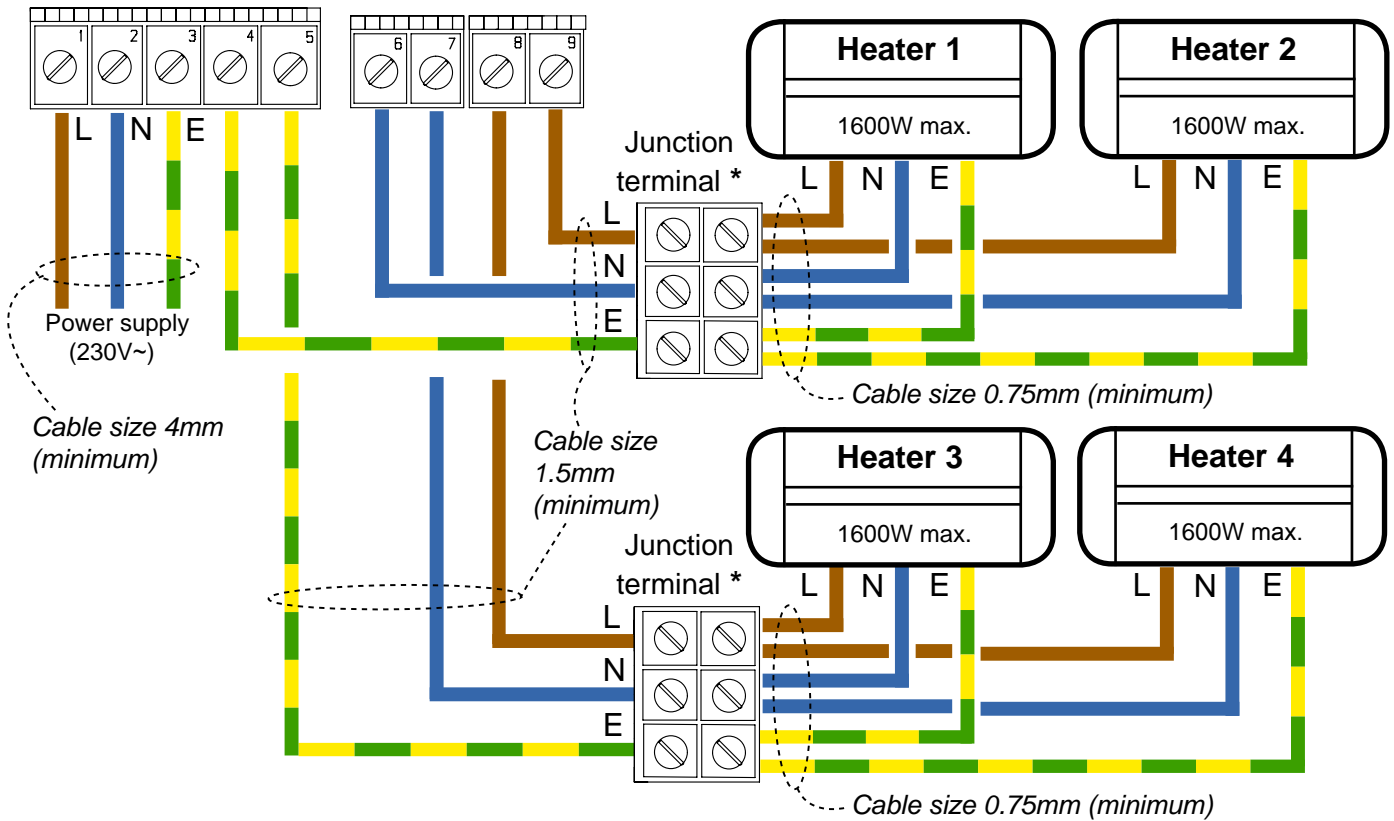 1 2 3 4 5
6 7 8 9
L N E
Power supply
(230V~)
Cable size 4mm
(minimum)
Cable size
1.5mm
(minimum)
Junction
terminal *
L
N
E
Heater 1
1600W max.
L N E
Heater 2
1600W max.
L N E
Cable size 0.75mm (minimum)
Junction
terminal *
L
N
E
Heater 3
1600W max.
L N E
Heater 4
1600W max.
L N E
Cable size 0.75mm (minimum)